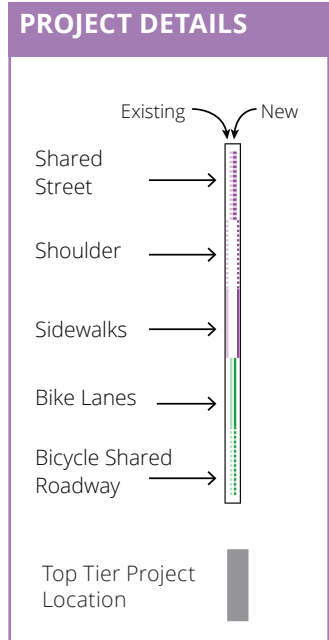 PROJECT DETAILS
Existing New
Shared
Street
Shoulder
Sidewalks
Bike Lanes
Bicycle Shared
Roadway
Top Tier Project
Location